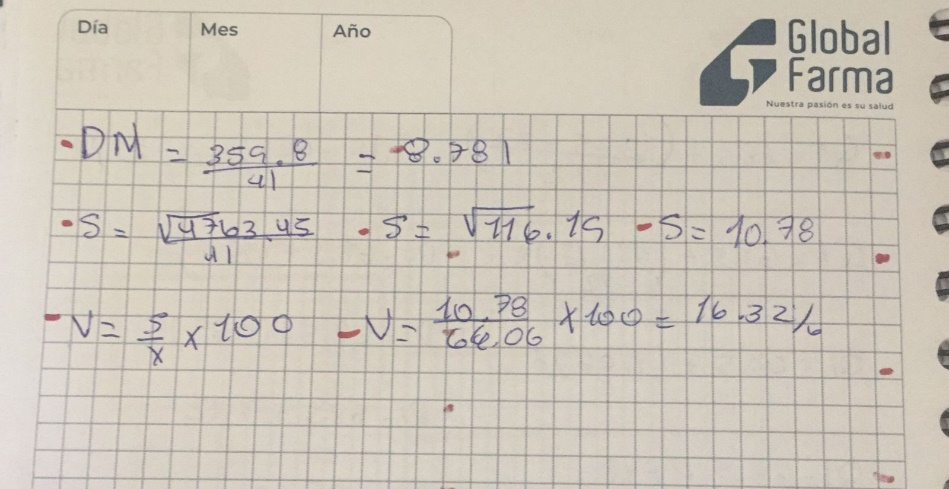 Día Mes Año
Global
Farma
Nuestra pasión es su salud
DM = 359.8 / 41 = 8.781
S = √4763.45 / 41 S = √116.15 S = 10.78
V = S/x × 100 V = 10.78 / 66.06 × 100 = 16.32%